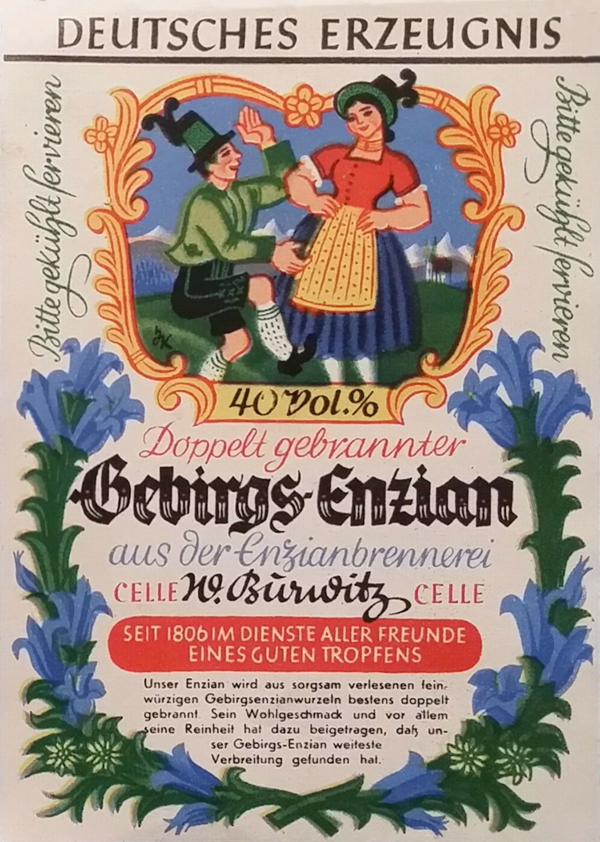 DEUTSCHES ERZEUGNIS
Bitte gekühlt servieren
Bitte gekühlt servieren
JK
40 Vol.%
Doppelt gebrannter
Gebirgs-Enzian
aus der Enzianbrennerei
CELLE W. Burwitz CELLE
SEIT 1806 IM DIENSTE ALLER FREUNDE
EINES GUTEN TROPFENS
Unser Enzian wird aus sorgsam verlesenen fein-
würzigen Gebirgsenzianwurzeln bestens doppelt
gebrannt. Sein Wohlgeschmack und vor allem
seine Reinheit hat dazu beigetragen, daß un-
ser Gebirgs-Enzian weiteste
Verbreitung gefunden hat.